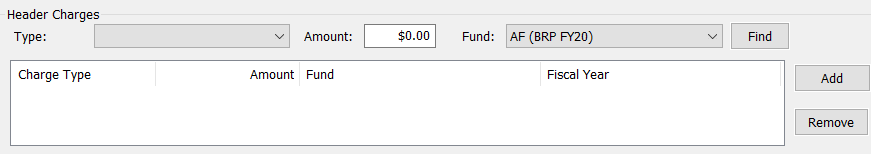 Header Charges
Type: Amount: $0.00 Fund: AF (BRP FY20) Find
Charge Type Amount Fund Fiscal Year Add
Remove